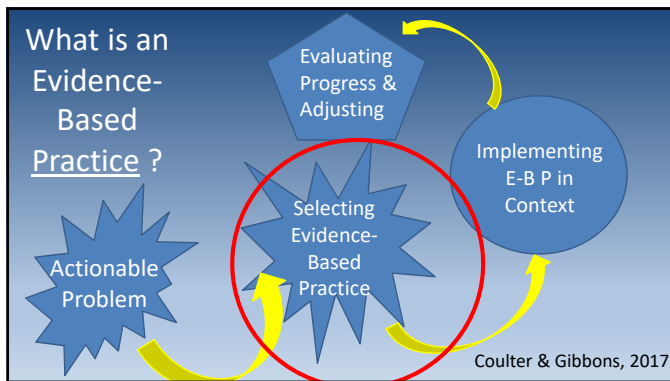 What is an
Evidence-
Based
Practice ?
Evaluating
Progress &
Adjusting
Implementing
E-B P in
Context
Selecting
Evidence-
Based
Practice
Actionable
Problem
Coulter & Gibbons, 2017